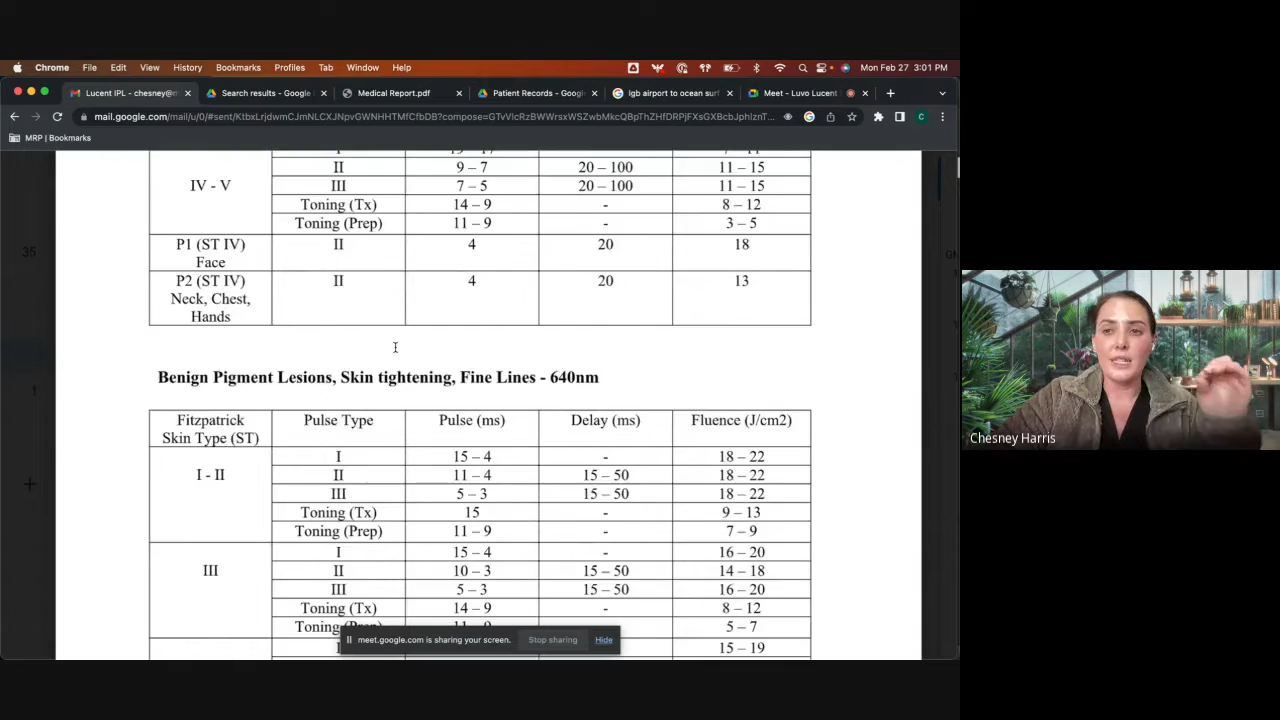 Chrome File Edit View History Bookmarks Profiles Tab Window Help Mon Feb 27 3:01 PM
Lucent IPL - chesney@m Search results - Google Medical Report.pdf Patient Records - Googl lgb airport to ocean surf Meet - Luvo Lucent
MRP | Bookmarks
IV - V
II 9 – 7 20 – 100 11 – 15
III 7 – 5 20 – 100 11 – 15
Toning (Tx) 14 – 9 - 8 – 12
Toning (Prep) 11 – 9 - 3 – 5
P1 (ST IV) II 4 20 18
Face
P2 (ST IV) II 4 20 13
Neck, Chest,
Hands
Benign Pigment Lesions, Skin tightening, Fine Lines - 640nm
Fitzpatrick Pulse Type Pulse (ms) Delay (ms) Fluence (J/cm2)
Skin Type (ST)
I 15 – 4 - 18 – 22
I - II II 11 – 4 15 – 50 18 – 22
III 5 – 3 15 – 50 18 – 22
Toning (Tx) 15 - 9 – 13
Toning (Prep) 11 – 9 - 7 – 9
I 15 – 4 - 16 – 20
III II 10 – 3 15 – 50 14 – 18
III 5 – 3 15 – 50 16 – 20
Toning (Tx) 14 – 9 - 8 – 12
Toning 5 – 7
15 – 19
meet.google.com is sharing your screen. Stop sharing Hide
35
1
Chesney Harris